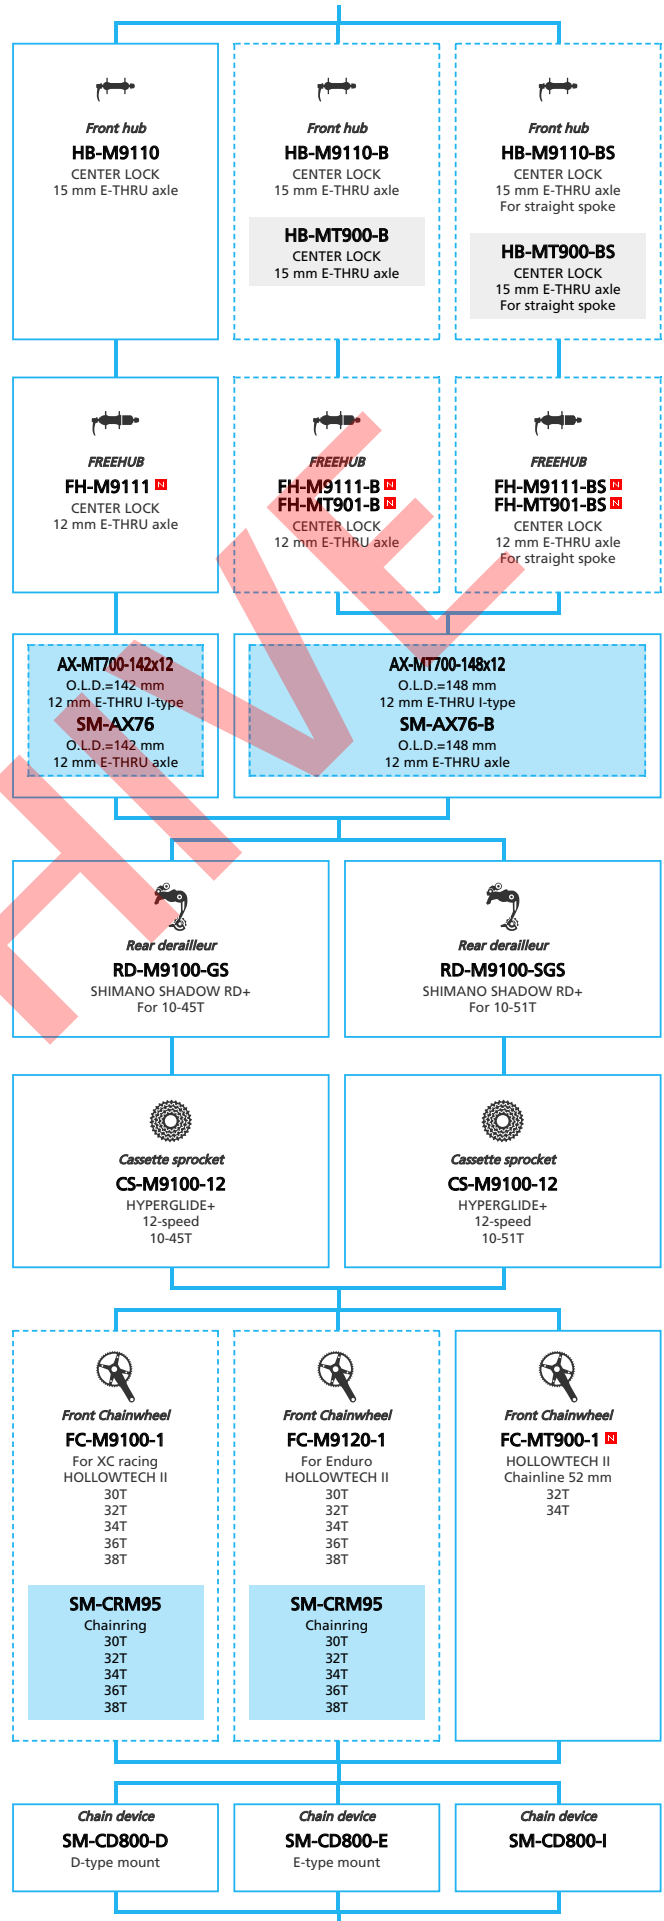 Front hub
HB-M9110
CENTER LOCK
15 mm E-THRU axle
Front hub
HB-M9110-B
CENTER LOCK
15 mm E-THRU axle
HB-MT900-B
CENTER LOCK
15 mm E-THRU axle
Front hub
HB-M9110-BS
CENTER LOCK
15 mm E-THRU axle
For straight spoke
HB-MT900-BS
CENTER LOCK
15 mm E-THRU axle
For straight spoke
FREEHUB
FH-M9111 N
CENTER LOCK
12 mm E-THRU axle
FREEHUB
FH-M9111-B N
FH-MT901-B N
CENTER LOCK
12 mm E-THRU axle
FREEHUB
FH-M9111-BS N
FH-MT901-BS N
CENTER LOCK
12 mm E-THRU axle
For straight spoke
AX-MT700-142x12
O.L.D.=142 mm
12 mm E-THRU I-type
SM-AX76
O.L.D.=142 mm
12 mm E-THRU axle
AX-MT700-148x12
O.L.D.=148 mm
12 mm E-THRU I-type
SM-AX76-B
O.L.D.=148 mm
12 mm E-THRU axle
Rear derailleur
RD-M9100-GS
SHIMANO SHADOW RD+
For 10-45T
Rear derailleur
RD-M9100-SGS
SHIMANO SHADOW RD+
For 10-51T
Cassette sprocket
CS-M9100-12
HYPERGLIDE+
12-speed
10-45T
Cassette sprocket
CS-M9100-12
HYPERGLIDE+
12-speed
10-51T
Front Chainwheel
FC-M9100-1
For XC racing
HOLLOWTECH II
30T
32T
34T
36T
38T
SM-CRM95
Chainring
30T
32T
34T
36T
38T
Front Chainwheel
FC-M9120-1
For Enduro
HOLLOWTECH II
30T
32T
34T
36T
38T
SM-CRM95
Chainring
30T
32T
34T
36T
38T
Front Chainwheel
FC-MT900-1 N
HOLLOWTECH II
Chainline 52 mm
32T
34T
Chain device
SM-CD800-D
D-type mount
Chain device
SM-CD800-E
E-type mount
Chain device
SM-CD800-I
HIVE